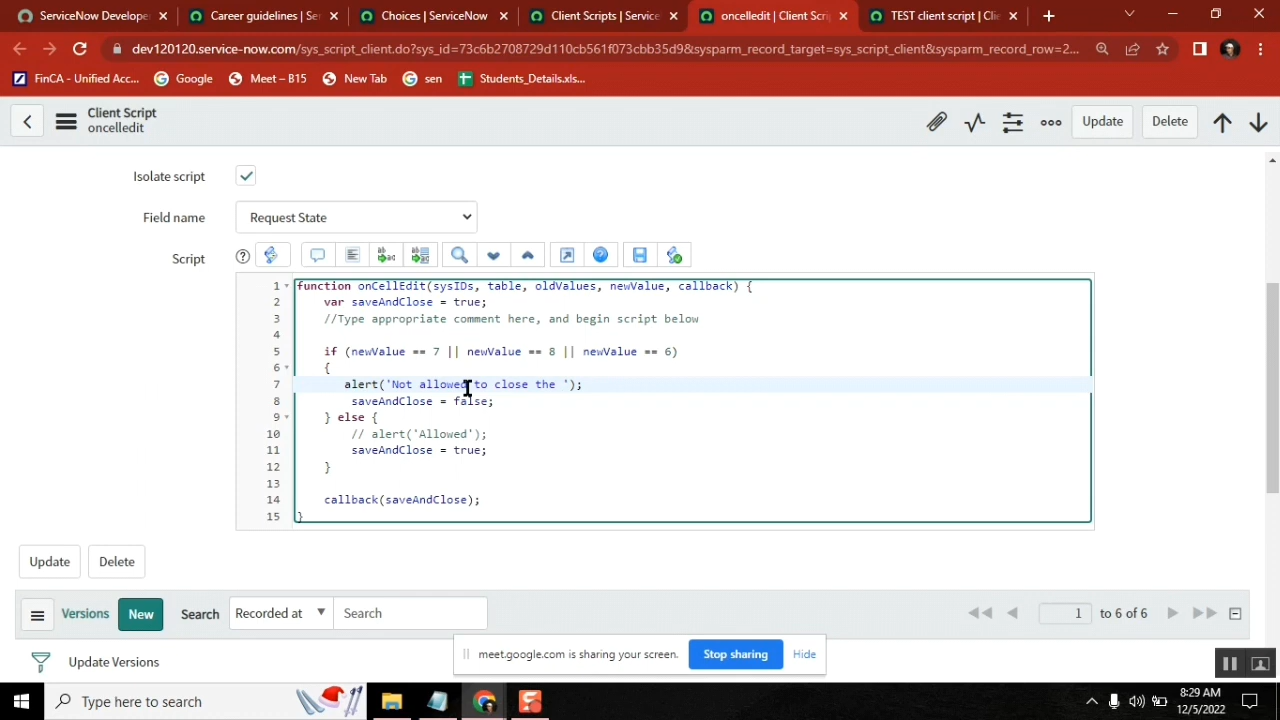 ServiceNow Develope
Career guidelines | Se
Choices | ServiceNow
Client Scripts | Service
oncelledit | Client Scri
TEST client script | Cli
dev120120.service-now.com/sys_script_client.do?sys_id=73c6b2708729d110cb561f073cbb35d9&sysparm_record_target=sys_script_client&sysparm_record_row=2...
FinCA - Unified Acc...
Google
Meet – B15
New Tab
sen
Students_Details.xls...
Client Script
oncelledit
Update
Delete
Isolate script
Field name
Request State
Script
1 function onCellEdit(sysIDs, table, oldValues, newValue, callback) {
2 var saveAndClose = true;
3 //Type appropriate comment here, and begin script below
4
5 if (newValue == 7 || newValue == 8 || newValue == 6)
6 {
7 alert('Not allowed to close the ');
8 saveAndClose = false;
9 } else {
10 // alert('Allowed');
11 saveAndClose = true;
12 }
13
14 callback(saveAndClose);
15 }
Update
Delete
Versions
New
Search
Recorded at
Search
1 to 6 of 6
meet.google.com is sharing your screen.
Stop sharing
Hide
Update Versions
Type here to search
8:29 AM
12/5/2022